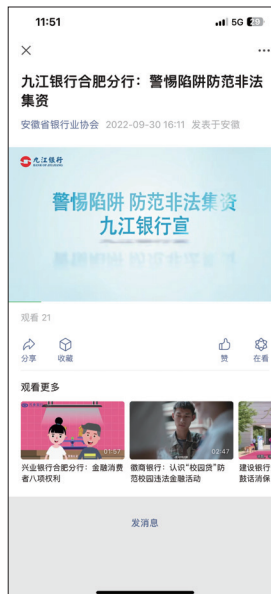 11:51
5G 29
九江银行合肥分行：警惕陷阱防范非法
集资
安徽省银行业协会 2022-09-30 16:11 发表于安徽
九江银行
警惕陷阱 防范非法集资
九江银行宣
观看 21
分享 收藏 赞 在看
观看更多
01:57 02:47
兴业银行合肥分行：金融消费 徽商银行：认识“校园贷”防 建设银行
者八项权利 范校园违法金融活动 鼓话消保
发消息